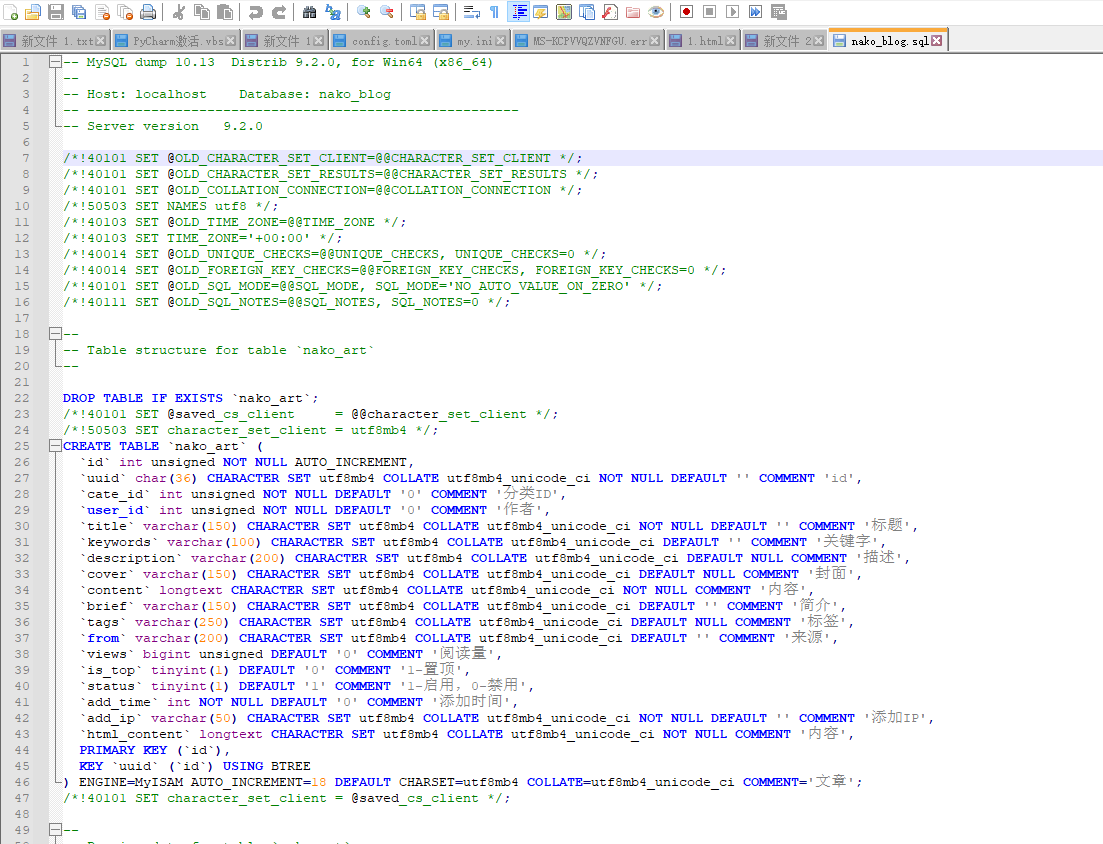 新文件 1.txt PyCharm激活.vbs 新文件 1 config.toml my.ini MS-KCPVVQZVNFGU.err 1.html 新文件 2 nako_blog.sql
1 -- MySQL dump 10.13  Distrib 9.2.0, for Win64 (x86_64)
2 --
3 -- Host: localhost    Database: nako_blog
4 -- ------------------------------------------------------
5 -- Server version   9.2.0
6
7 /*!40101 SET @OLD_CHARACTER_SET_CLIENT=@@CHARACTER_SET_CLIENT */;
8 /*!40101 SET @OLD_CHARACTER_SET_RESULTS=@@CHARACTER_SET_RESULTS */;
9 /*!40101 SET @OLD_COLLATION_CONNECTION=@@COLLATION_CONNECTION */;
10 /*!50503 SET NAMES utf8 */;
11 /*!40103 SET @OLD_TIME_ZONE=@@TIME_ZONE */;
12 /*!40103 SET TIME_ZONE='+00:00' */;
13 /*!40014 SET @OLD_UNIQUE_CHECKS=@@UNIQUE_CHECKS, UNIQUE_CHECKS=0 */;
14 /*!40014 SET @OLD_FOREIGN_KEY_CHECKS=@@FOREIGN_KEY_CHECKS, FOREIGN_KEY_CHECKS=0 */;
15 /*!40101 SET @OLD_SQL_MODE=@@SQL_MODE, SQL_MODE='NO_AUTO_VALUE_ON_ZERO' */;
16 /*!40111 SET @OLD_SQL_NOTES=@@SQL_NOTES, SQL_NOTES=0 */;
17
18 --
19 -- Table structure for table `nako_art`
20 --
21
22 DROP TABLE IF EXISTS `nako_art`;
23 /*!40101 SET @saved_cs_client     = @@character_set_client */;
24 /*!50503 SET character_set_client = utf8mb4 */;
25 CREATE TABLE `nako_art` (
26   `id` int unsigned NOT NULL AUTO_INCREMENT,
27   `uuid` char(36) CHARACTER SET utf8mb4 COLLATE utf8mb4_unicode_ci NOT NULL DEFAULT '' COMMENT 'id',
28   `cate_id` int unsigned NOT NULL DEFAULT '0' COMMENT '分类ID',
29   `user_id` int unsigned NOT NULL DEFAULT '0' COMMENT '作者',
30   `title` varchar(150) CHARACTER SET utf8mb4 COLLATE utf8mb4_unicode_ci NOT NULL DEFAULT '' COMMENT '标题',
31   `keywords` varchar(100) CHARACTER SET utf8mb4 COLLATE utf8mb4_unicode_ci DEFAULT '' COMMENT '关键字',
32   `description` varchar(200) CHARACTER SET utf8mb4 COLLATE utf8mb4_unicode_ci DEFAULT NULL COMMENT '描述',
33   `cover` varchar(150) CHARACTER SET utf8mb4 COLLATE utf8mb4_unicode_ci DEFAULT NULL COMMENT '封面',
34   `content` longtext CHARACTER SET utf8mb4 COLLATE utf8mb4_unicode_ci NOT NULL COMMENT '内容',
35   `brief` varchar(150) CHARACTER SET utf8mb4 COLLATE utf8mb4_unicode_ci DEFAULT '' COMMENT '简介',
36   `tags` varchar(250) CHARACTER SET utf8mb4 COLLATE utf8mb4_unicode_ci DEFAULT NULL COMMENT '标签',
37   `from` varchar(200) CHARACTER SET utf8mb4 COLLATE utf8mb4_unicode_ci DEFAULT '' COMMENT '来源',
38   `views` bigint unsigned DEFAULT '0' COMMENT '阅读量',
39   `is_top` tinyint(1) DEFAULT '0' COMMENT '1-置顶',
40   `status` tinyint(1) DEFAULT '1' COMMENT '1-启用，0-禁用',
41   `add_time` int NOT NULL DEFAULT '0' COMMENT '添加时间',
42   `add_ip` varchar(50) CHARACTER SET utf8mb4 COLLATE utf8mb4_unicode_ci NOT NULL DEFAULT '' COMMENT '添加IP',
43   `html_content` longtext CHARACTER SET utf8mb4 COLLATE utf8mb4_unicode_ci NOT NULL COMMENT '内容',
44   PRIMARY KEY (`id`),
45   KEY `uuid` (`id`) USING BTREE
46 ) ENGINE=MyISAM AUTO_INCREMENT=18 DEFAULT CHARSET=utf8mb4 COLLATE=utf8mb4_unicode_ci COMMENT='文章';
47 /*!40101 SET character_set_client = @saved_cs_client */;
48
49 --